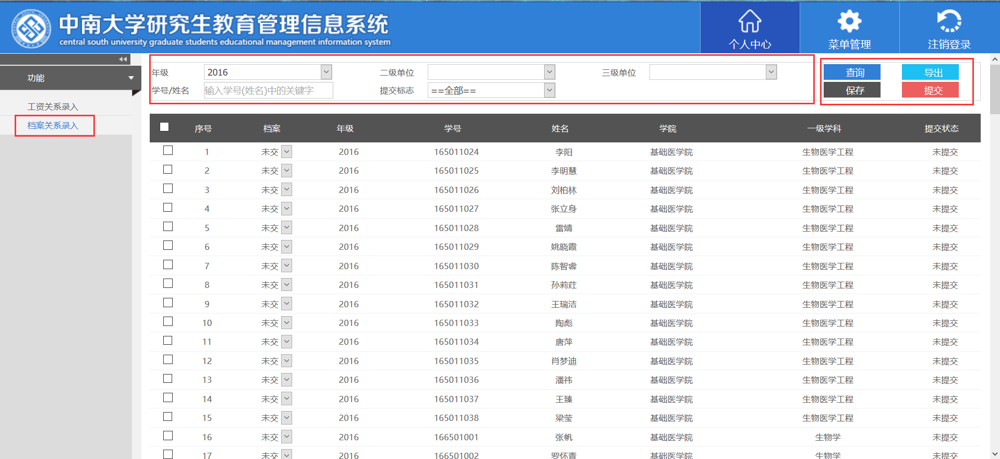 中南大学研究生教育管理信息系统
central south university graduate students educational management information system
个人中心 菜单管理 注销登录
功能
工资关系录入
档案关系录入
年级 2016 二级单位 三级单位 查询 导出
学号/姓名 输入学号(姓名)中的关键字 提交标志 ==全部== 保存 提交
序号 档案 年级 学号 姓名 学院 一级学科 提交状态
1 未交 2016 165011024 李阳 基础医学院 生物医学工程 未提交
2 未交 2016 165011025 李明慧 基础医学院 生物医学工程 未提交
3 未交 2016 165011026 刘柏林 基础医学院 生物医学工程 未提交
4 未交 2016 165011027 张立身 基础医学院 生物医学工程 未提交
5 未交 2016 165011028 雷婧 基础医学院 生物医学工程 未提交
6 未交 2016 165011029 姚晓霞 基础医学院 生物医学工程 未提交
7 未交 2016 165011030 陈智睿 基础医学院 生物医学工程 未提交
8 未交 2016 165011031 孙莉荭 基础医学院 生物医学工程 未提交
9 未交 2016 165011032 王瑞洁 基础医学院 生物医学工程 未提交
10 未交 2016 165011033 陶彪 基础医学院 生物医学工程 未提交
11 未交 2016 165011034 唐萍 基础医学院 生物医学工程 未提交
12 未交 2016 165011035 肖梦迪 基础医学院 生物医学工程 未提交
13 未交 2016 165011036 潘祎 基础医学院 生物医学工程 未提交
14 未交 2016 165011037 王臻 基础医学院 生物医学工程 未提交
15 未交 2016 165011038 梁莹 基础医学院 生物医学工程 未提交
16 未交 2016 166501001 张帆 基础医学院 生物学 未提交
17 未交 2016 166501002 罗怀青 基础医学院 生物学 未提交